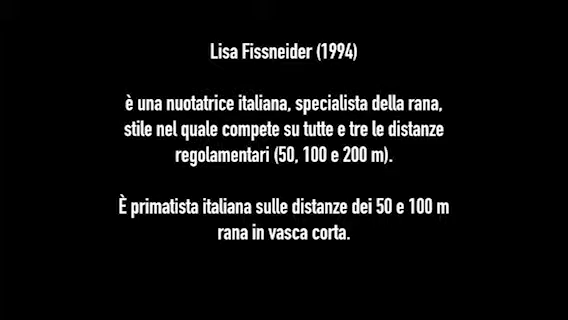 Lisa Fissneider (1994)
è una nuotatrice italiana, specialista della rana,
stile nel quale compete su tutte e tre le distanze
regolamentari (50, 100 e 200 m).
È primatista italiana sulle distanze dei 50 e 100 m
rana in vasca corta.